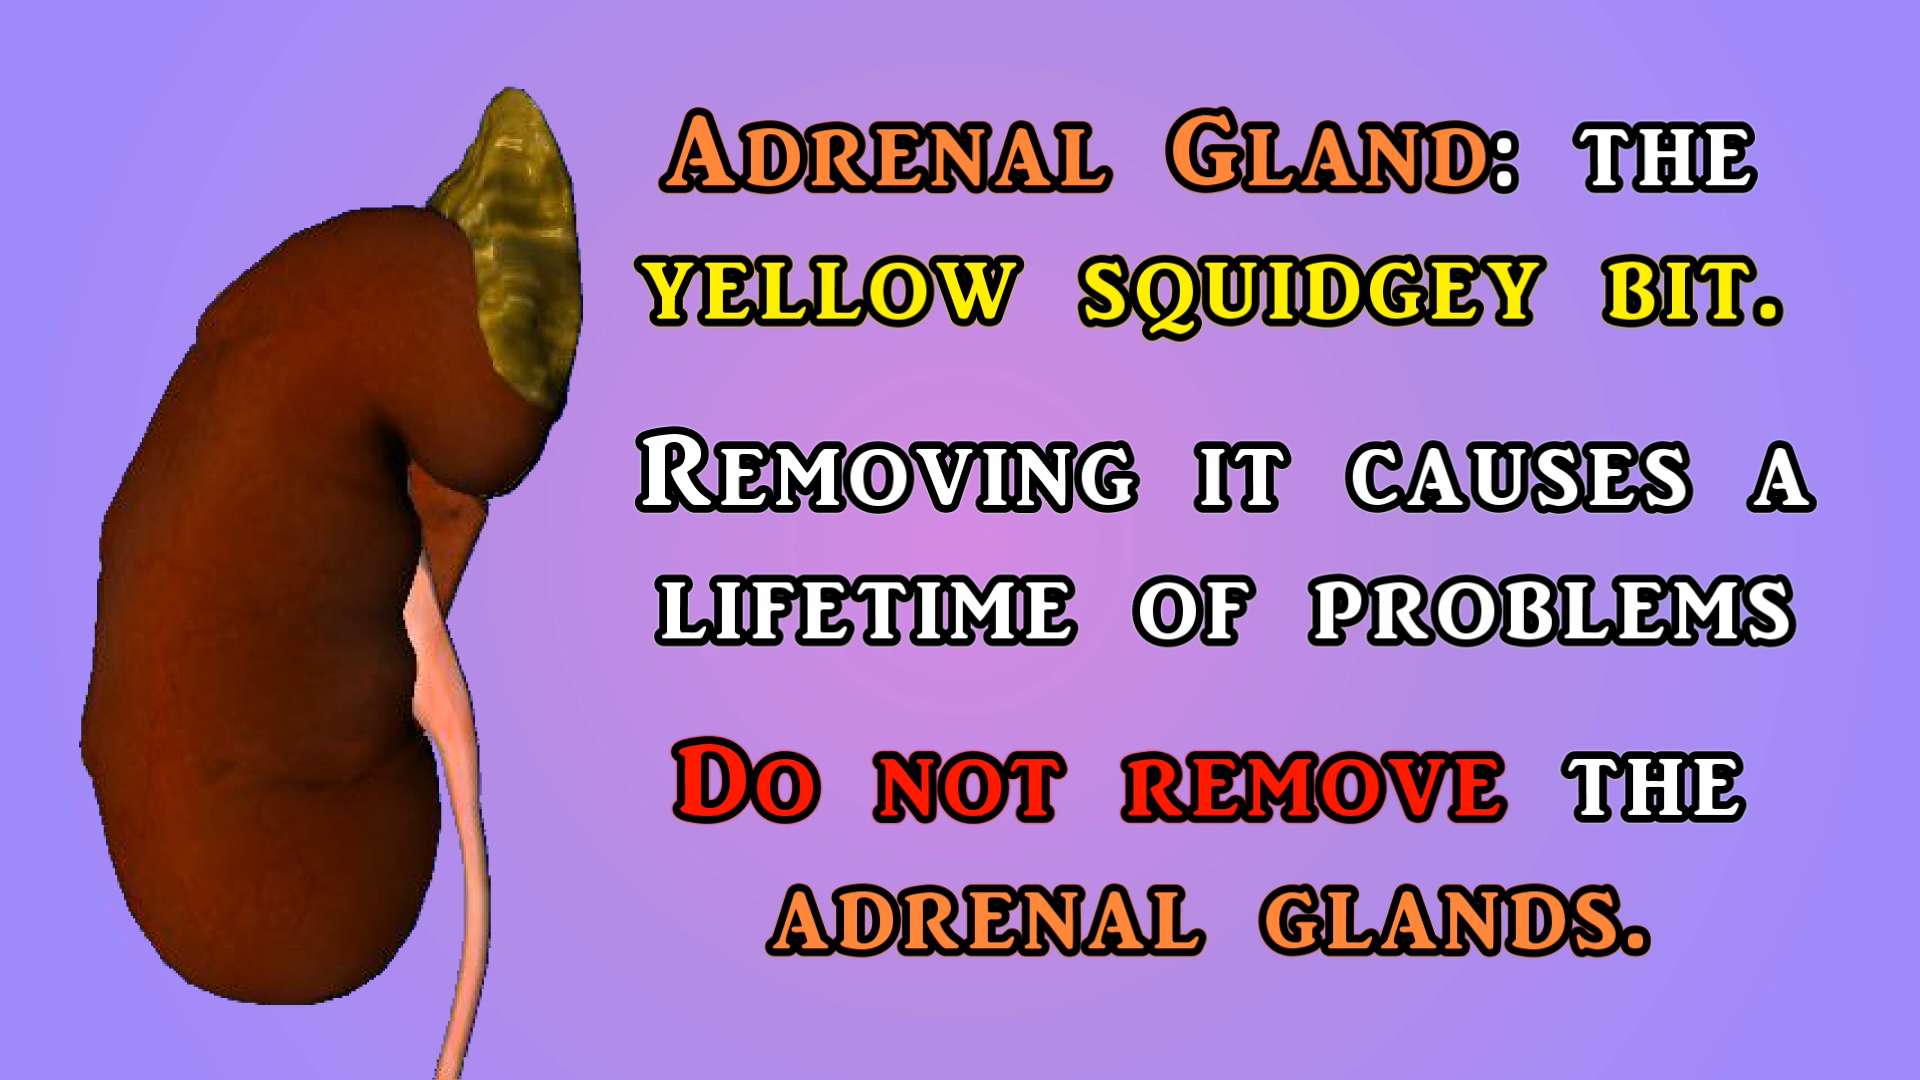 Adrenal Gland: the
yellow squidgey bit.
Removing it causes a
lifetime of problems
Do not remove the
adrenal glands.